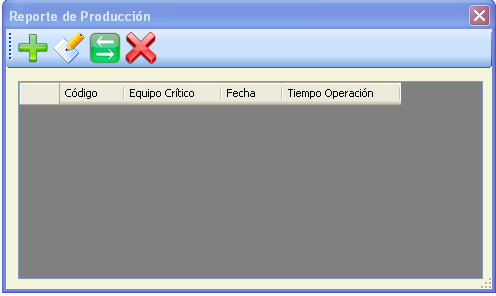 Reporte de Producción
Código Equipo Crítico Fecha Tiempo Operación